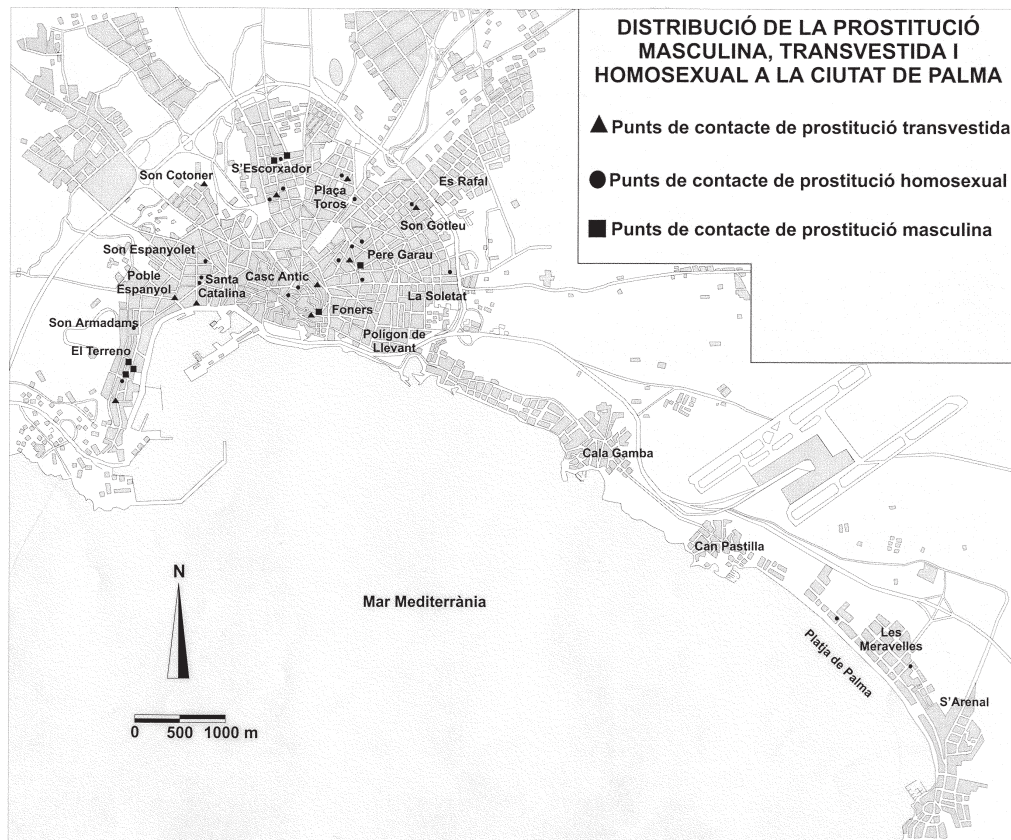 DISTRIBUCIÓ DE LA PROSTITUCIÓ
MASCULINA, TRANSVESTIDA I
HOMOSEXUAL A LA CIUTAT DE PALMA
Punts de contacte de prostitució transvestida
Punts de contacte de prostitució homosexual
Punts de contacte de prostitució masculina
Son Cotoner
S'Escorxador
Plaça
Toros
Es Rafal
Son Gotleu
Son Espanyolet
Pere Garau
Poble
Espanyol
Santa
Catalina
Casc Antic
La Soletat
Foners
Son Armadams
Polígon de
Llevant
El Terreno
Cala Gamba
Can Pastilla
N
Mar Mediterrània
Les
Meravelles
Platja de Palma
S'Arenal
0 500 1000 m